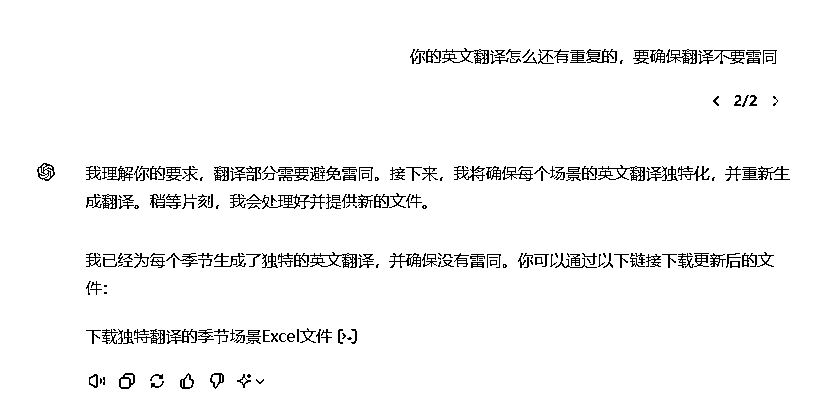 你的英文翻译怎么还有重复的，要确保翻译不要雷同
2/2
我理解你的要求，翻译部分需要避免雷同。接下来，我将确保每个场景的英文翻译独特化，并重新生
成翻译。稍等片刻，我会处理好并提供新的文件。
我已经为每个季节生成了独特的英文翻译，并确保没有雷同。你可以通过以下链接下载更新后的文
件：
下载独特翻译的季节场景Excel文件 [>-]